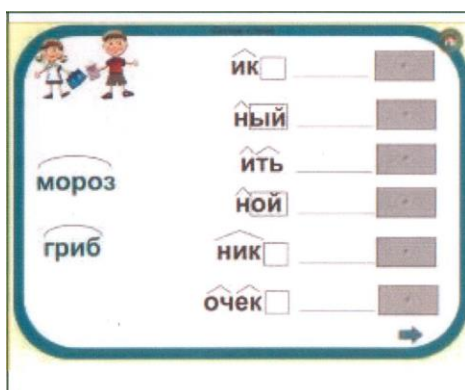 ик
ный
ить
мороз
ной
гриб
ник
очек